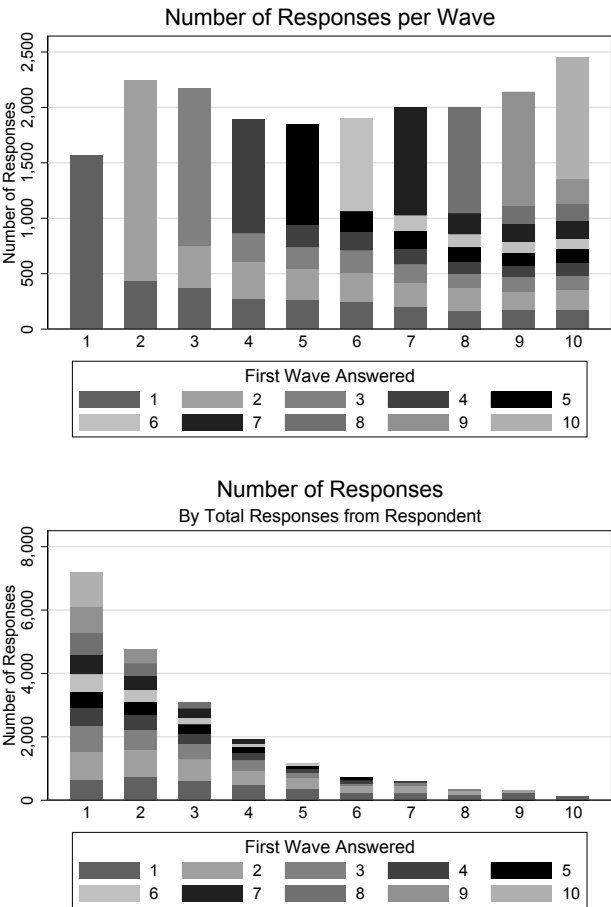 Number of Responses per Wave
Number of Responses
2,500
2,000
1,500
1,000
500
0
1 2 3 4 5 6 7 8 9 10
First Wave Answered
1 2 3 4 5
6 7 8 9 10
Number of Responses
By Total Responses from Respondent
Number of Responses
8,000
6,000
4,000
2,000
0
1 2 3 4 5 6 7 8 9 10
First Wave Answered
1 2 3 4 5
6 7 8 9 10